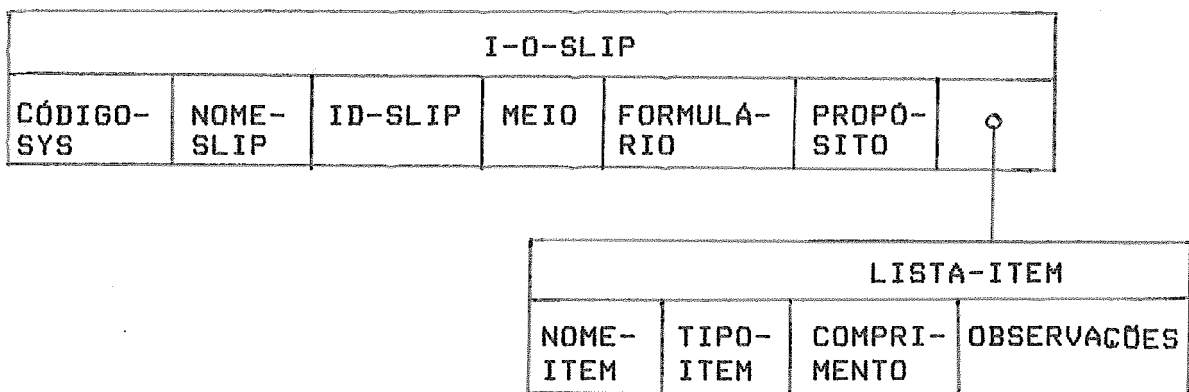 I-O-SLIP
CÓDIGO- NOME- ID-SLIP MEIO FORMULÁ- PROPÓ-
SYS SLIP RIO SITO
LISTA-ITEM
NOME- TIPO- COMPRI- OBSERVAÇÕES
ITEM ITEM MENTO